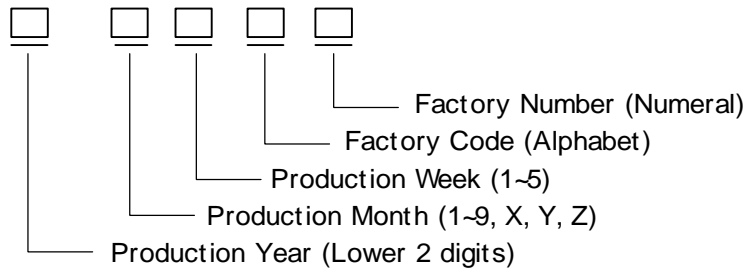 Factory Number (Numeral)
Factory Code (Alphabet)
Production Week (1~5)
Production Month (1~9, X, Y, Z)
Production Year (Lower 2 digits)